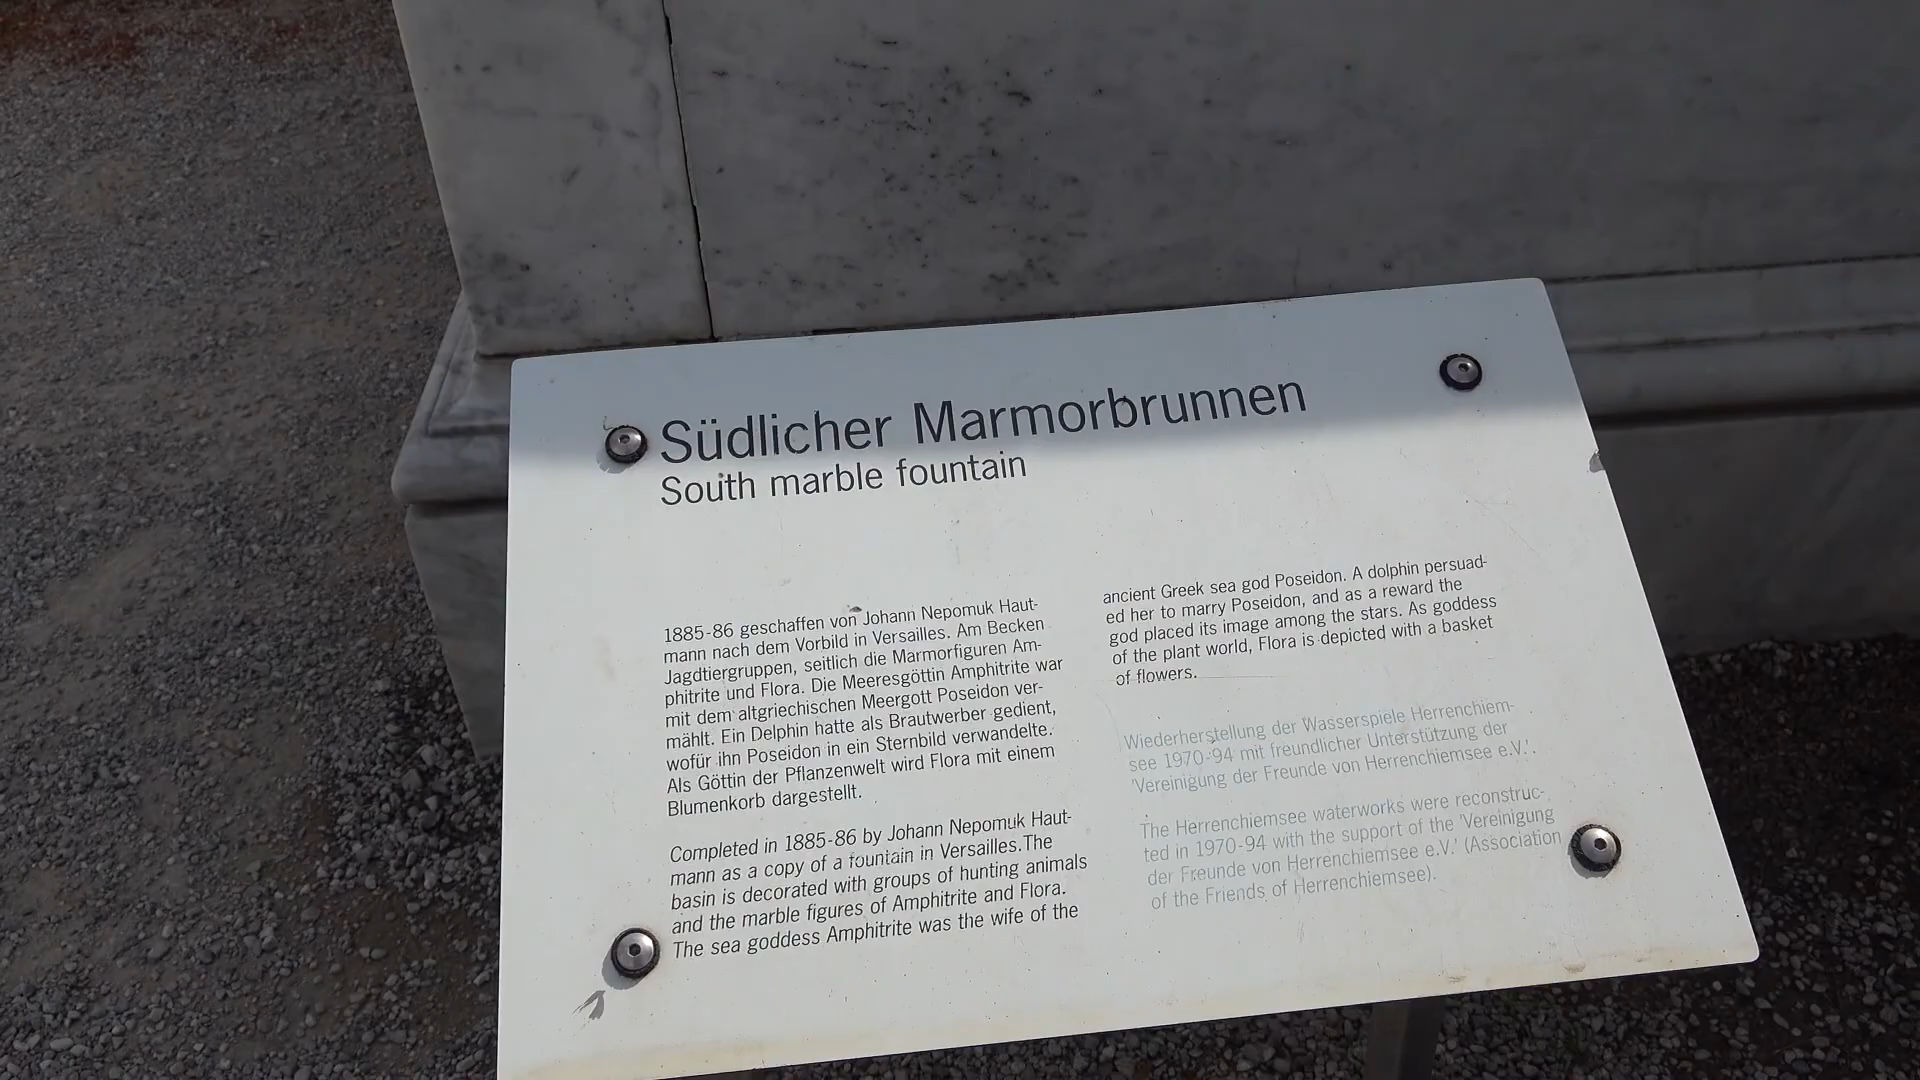 Südlicher Marmorbrunnen
South marble fountain
1885-86 geschaffen von Johann Nepomuk Haut-
mann nach dem Vorbild in Versailles. Am Becken
Jagdtiergruppen, seitlich die Marmorfiguren Am-
phitrite und Flora. Die Meeresgöttin Amphitrite war
mit dem altgriechischen Meergott Poseidon ver-
mählt. Ein Delphin hatte als Brautwerber gedient,
wofür ihn Poseidon in ein Sternbild verwandelte.
Als Göttin der Pflanzenwelt wird Flora mit einem
Blumenkorb dargestellt.
Completed in 1885-86 by Johann Nepomuk Haut-
mann as a copy of a fountain in Versailles.The
basin is decorated with groups of hunting animals
and the marble figures of Amphitrite and Flora.
The sea goddess Amphitrite was the wife of the
ancient Greek sea god Poseidon. A dolphin persuad-
ed her to marry Poseidon, and as a reward the
god placed its image among the stars. As goddess
of the plant world, Flora is depicted with a basket
of flowers.
Wiederherstellung der Wasserspiele Herrenchiem-
see 1970-94 mit freundlicher Unterstützung der
'Vereinigung der Freunde von Herrenchiemsee e.V.'.
The Herrenchiemsee waterworks were reconstruc-
ted in 1970-94 with the support of the 'Vereinigung
der Freunde von Herrenchiemsee e.V.' (Association
of the Friends of Herrenchiemsee).